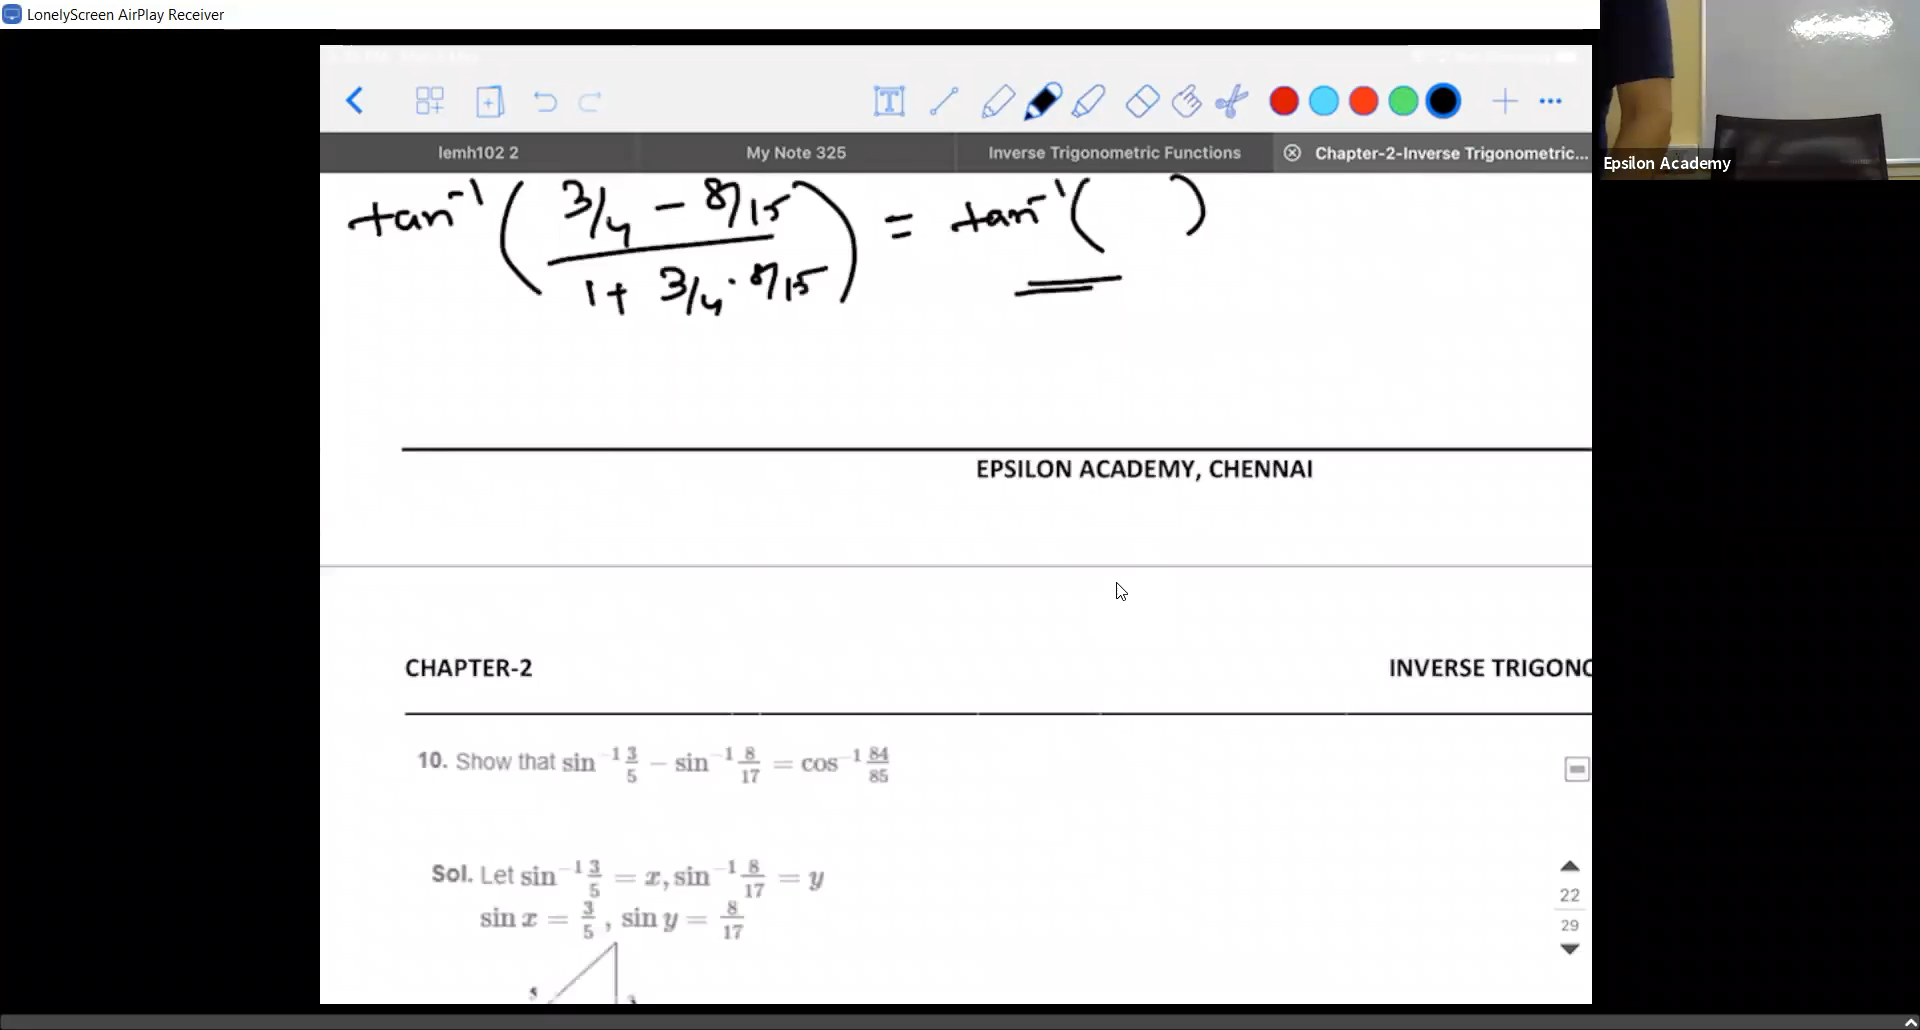 LonelyScreen AirPlay Receiver
lemh102 2
My Note 325
Inverse Trigonometric Functions
Chapter-2-Inverse Trigonometric...
Epsilon Academy
tan⁻¹( (3/4 − 8/15) / (1 + 3/4 · 8/15) ) = tan⁻¹( )
EPSILON ACADEMY, CHENNAI
CHAPTER-2
INVERSE TRIGONO
10. Show that sin⁻¹ 3/5 − sin⁻¹ 8/17 = cos⁻¹ 84/85
Sol. Let sin⁻¹ 3/5 = x, sin⁻¹ 8/17 = y
sin x = 3/5 , sin y = 8/17
22
29
5